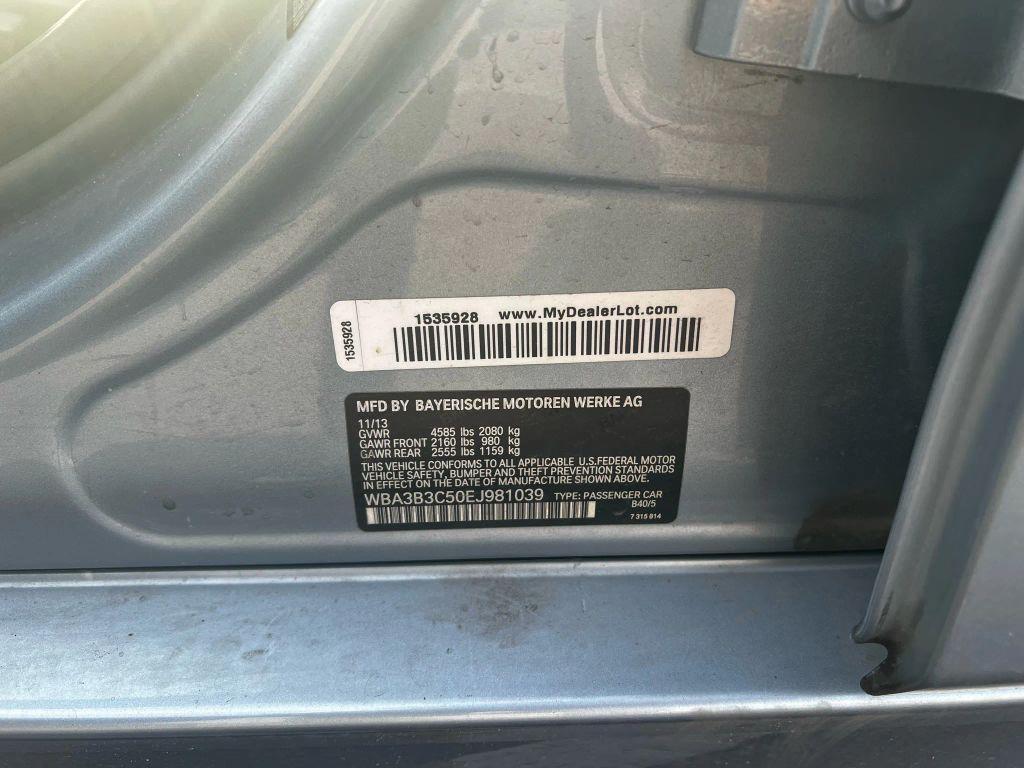 1535928 www.MyDealerLot.com
1535928
MFD BY BAYERISCHE MOTOREN WERKE AG
11/13
GVWR 4585 lbs 2080 kg
GAWR FRONT 2160 lbs 980 kg
GAWR REAR 2555 lbs 1159 kg
THIS VEHICLE CONFORMS TO ALL APPLICABLE U.S.FEDERAL MOTOR
VEHICLE SAFETY, BUMPER AND THEFT PREVENTION STANDARDS
IN EFFECT ON THE DATE OF MANUFACTURE SHOWN ABOVE.
WBA3B3C50EJ981039 TYPE: PASSENGER CAR
B40/5
7 315 814